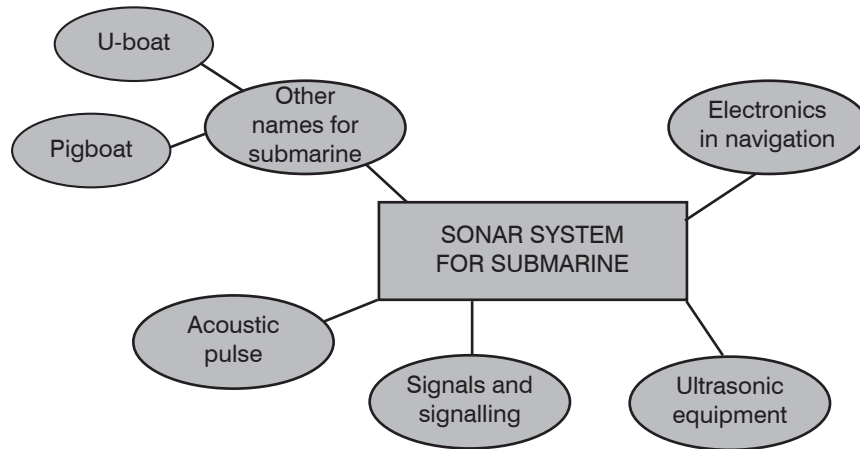 U-boat
Other
names for
submarine
Pigboat
Electronics
in navigation
SONAR SYSTEM
FOR SUBMARINE
Acoustic
pulse
Signals and
signalling
Ultrasonic
equipment